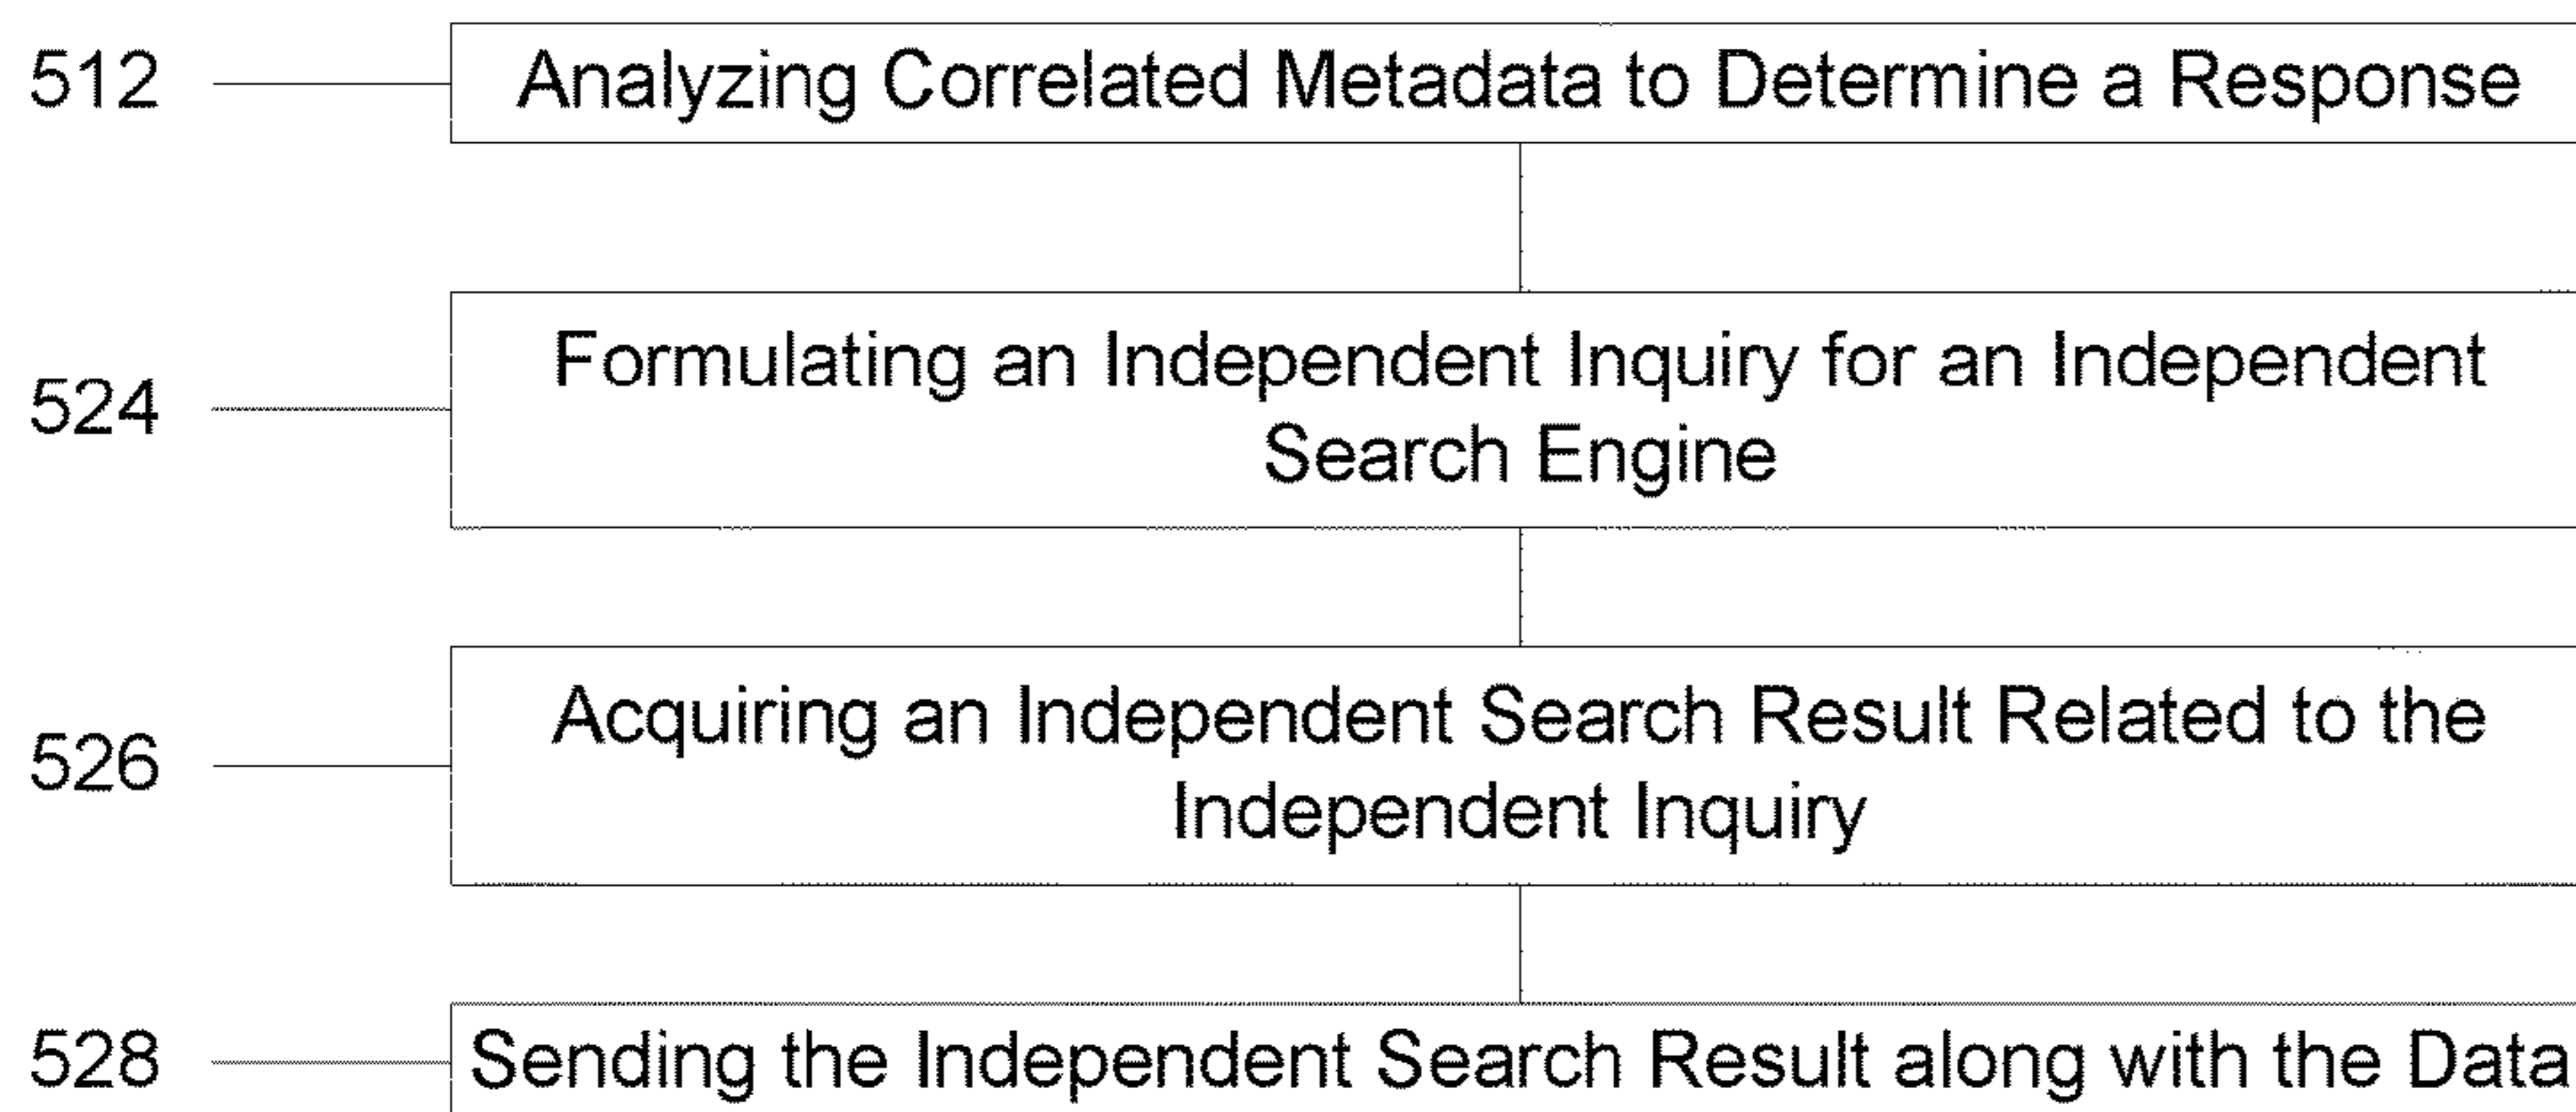 512 Analyzing Correlated Metadata to Determine a Response
524 Formulating an Independent Inquiry for an Independent
Search Engine
526 Acquiring an Independent Search Result Related to the
Independent Inquiry
528 Sending the Independent Search Result along with the Data